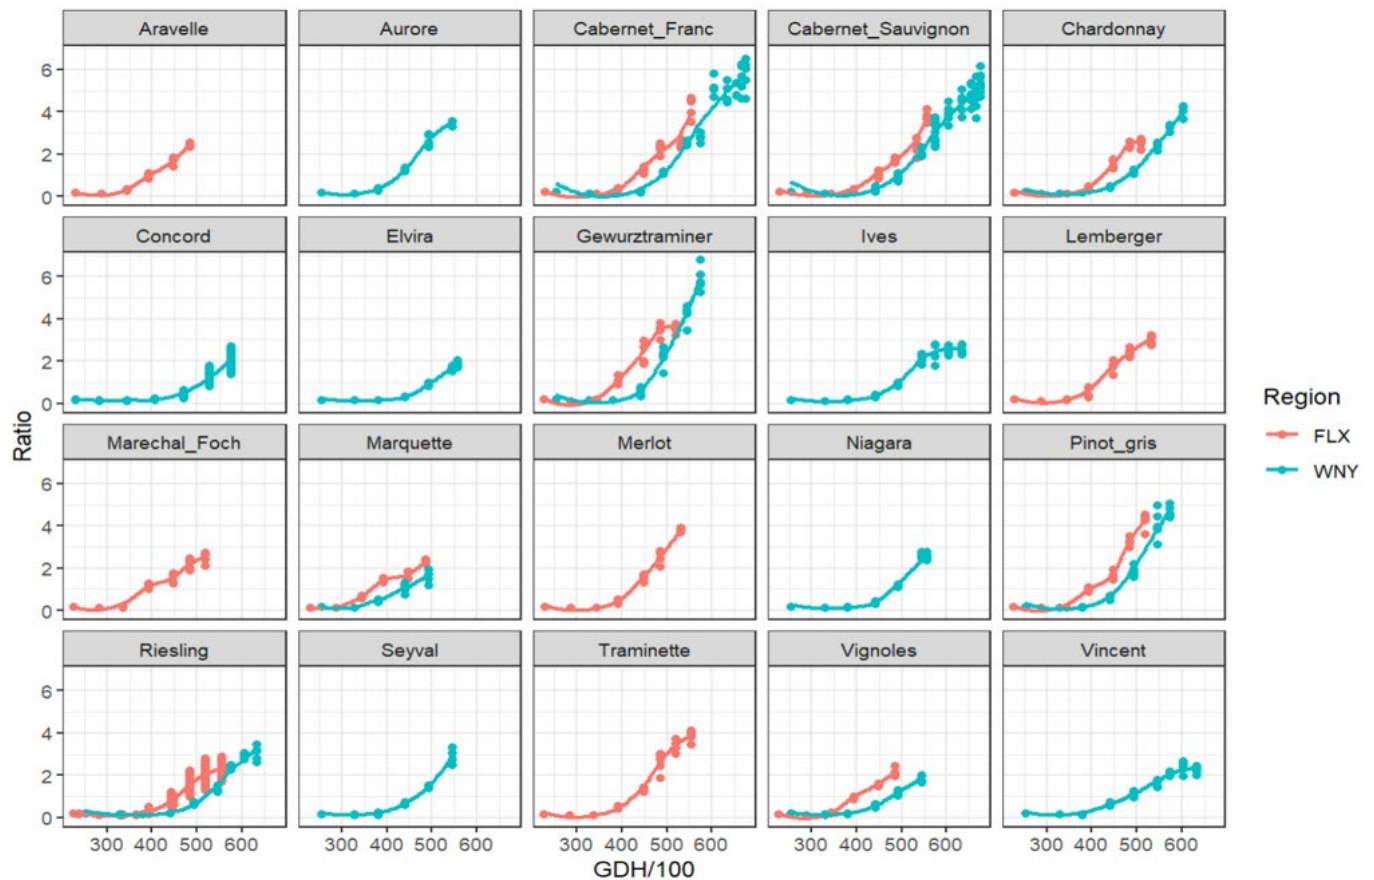 Aravelle Aurore Cabernet_Franc Cabernet_Sauvignon Chardonnay
6
4
2
0
Concord Elvira Gewurztraminer Ives Lemberger
6
4
2
0
Ratio
Region
FLX
WNY
Marechal_Foch Marquette Merlot Niagara Pinot_gris
6
4
2
0
Riesling Seyval Traminette Vignoles Vincent
6
4
2
0
300 400 500 600 300 400 500 600 300 400 500 600 300 400 500 600 300 400 500 600
GDH/100